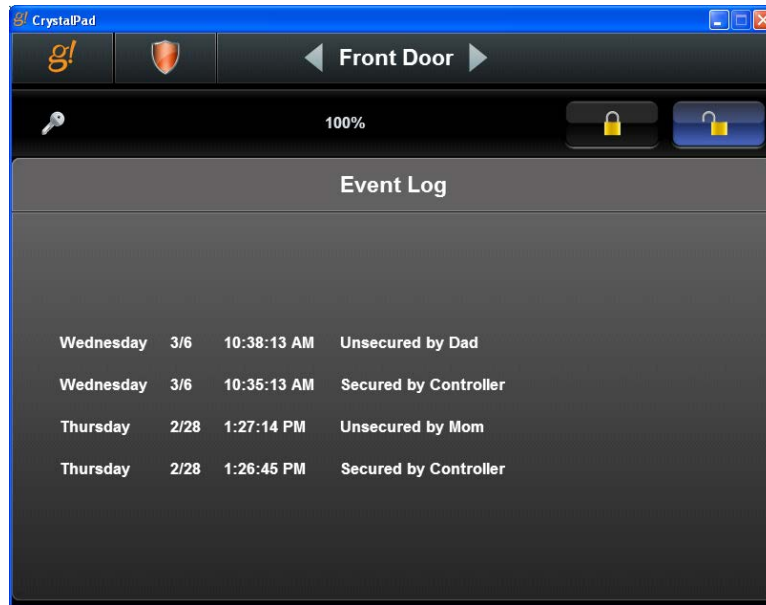 g! CrystalPad
g! Front Door
100%
Event Log
Wednesday 3/6 10:38:13 AM Unsecured by Dad
Wednesday 3/6 10:35:13 AM Secured by Controller
Thursday 2/28 1:27:14 PM Unsecured by Mom
Thursday 2/28 1:26:45 PM Secured by Controller